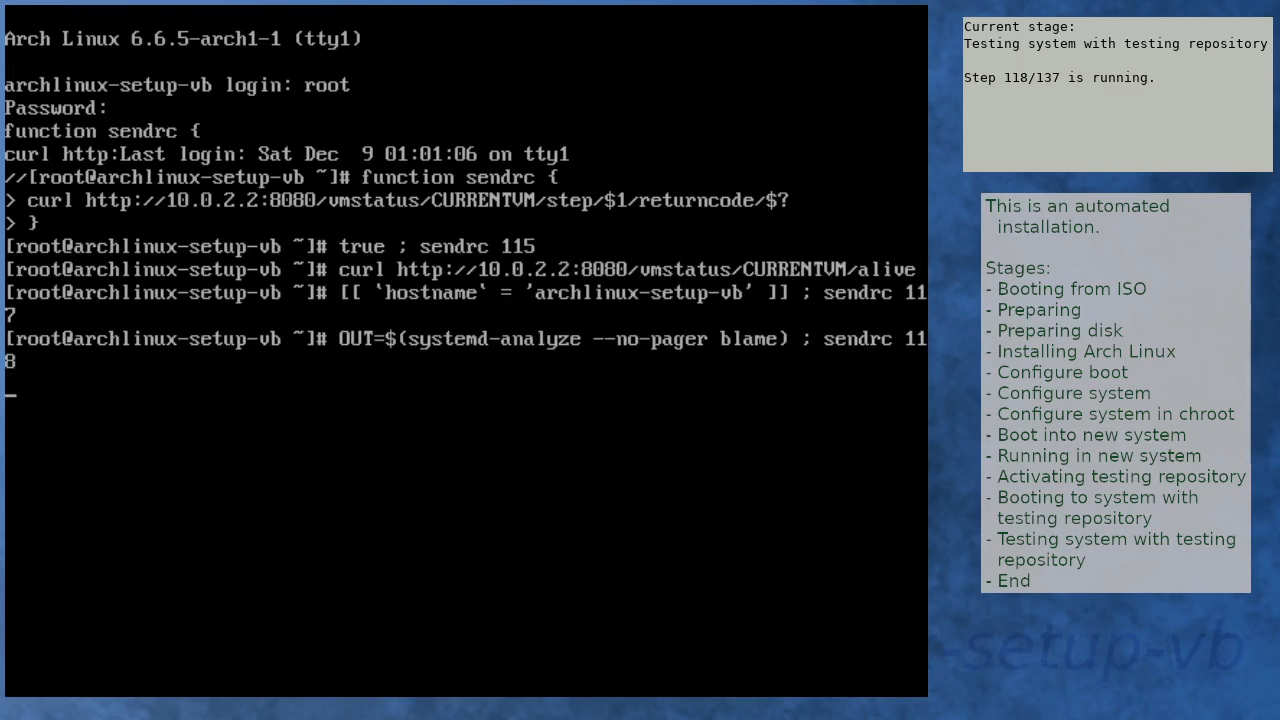 Arch Linux 6.6.5-arch1-1 (tty1)
archlinux-setup-vb login: root
Password:
function sendrc {
curl http:Last login: Sat Dec  9 01:01:06 on tty1
//[root@archlinux-setup-vb ~]# function sendrc {
> curl http://10.0.2.2:8080/vmstatus/CURRENTVM/step/$1/returncode/$?
> }
[root@archlinux-setup-vb ~]# true ; sendrc 115
[root@archlinux-setup-vb ~]# curl http://10.0.2.2:8080/vmstatus/CURRENTVM/alive
[root@archlinux-setup-vb ~]# [[ `hostname` = 'archlinux-setup-vb' ]] ; sendrc 11
7
[root@archlinux-setup-vb ~]# OUT=$(systemd-analyze --no-pager blame) ; sendrc 11
8
_
Current stage:
Testing system with testing repository
Step 118/137 is running.
This is an automated
installation.
Stages:
- Booting from ISO
- Preparing
- Preparing disk
- Installing Arch Linux
- Configure boot
- Configure system
- Configure system in chroot
- Boot into new system
- Running in new system
- Activating testing repository
- Booting to system with
testing repository
- Testing system with testing
repository
- End
-setup-vb